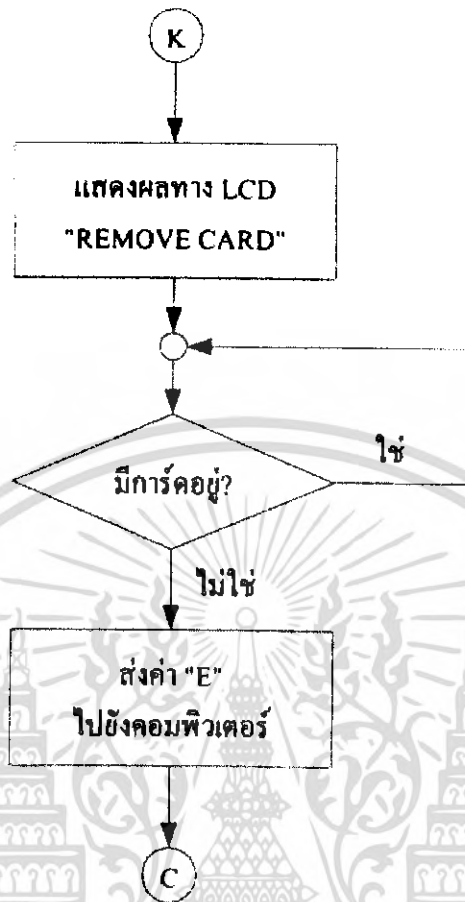 K
แสดงผลทาง LCD
"REMOVE CARD"
มีการ์ดอยู่?
ใช่
ไม่ใช่
ส่งค่า "E"
ไปยังคอมพิวเตอร์
C